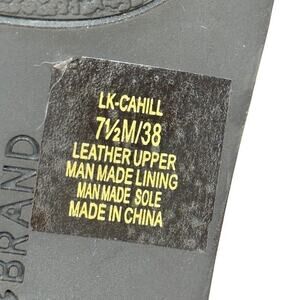 LK-CAHILL
7½M/38
LEATHER UPPER
MAN MADE LINING
MAN MADE SOLE
MADE IN CHINA
BRAND